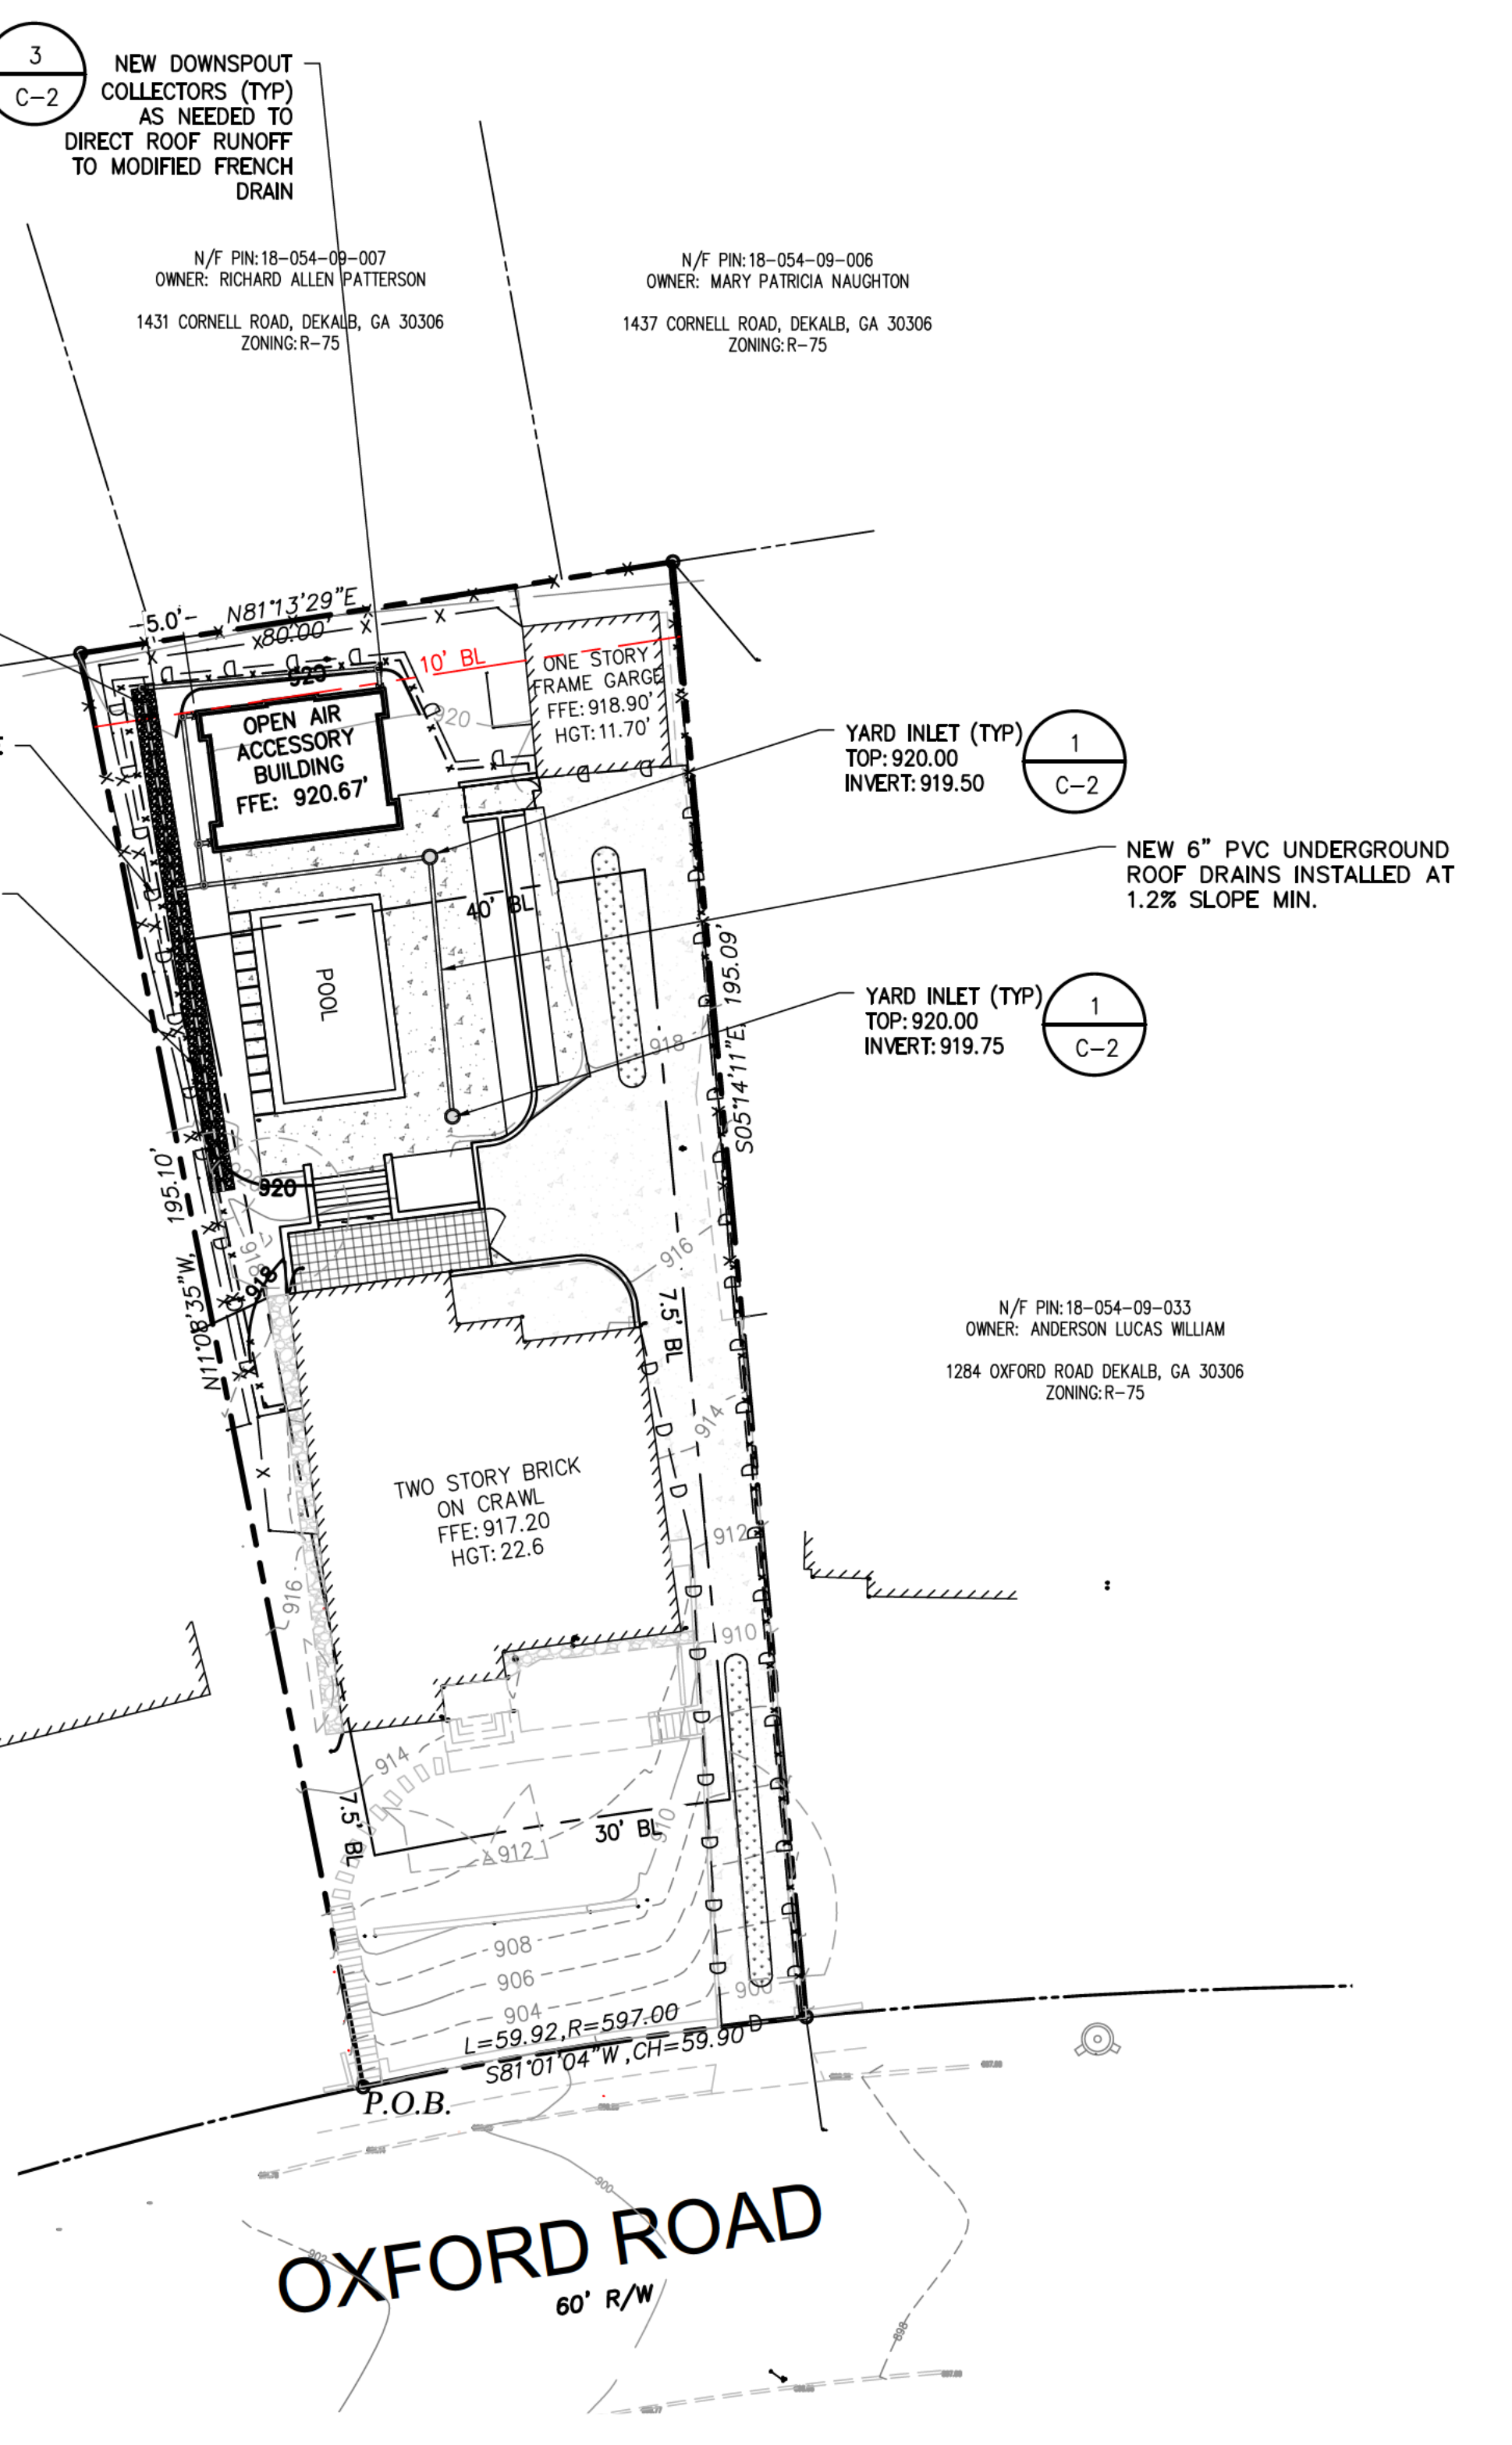 3
C-2
NEW DOWNSPOUT
COLLECTORS (TYP)
AS NEEDED TO
DIRECT ROOF RUNOFF
TO MODIFIED FRENCH
DRAIN
N/F PIN:18-054-09-007
OWNER: RICHARD ALLEN PATTERSON
1431 CORNELL ROAD, DEKALB, GA 30306
ZONING:R-75
N/F PIN:18-054-09-006
OWNER: MARY PATRICIA NAUGHTON
1437 CORNELL ROAD, DEKALB, GA 30306
ZONING:R-75
5.0'
N81°13'29"E
80.00'
10' BL
920
920
OPEN AIR
ACCESSORY
BUILDING
FFE: 920.67'
ONE STORY
FRAME GARGE
FFE:918.90'
HGT:11.70'
YARD INLET (TYP)
TOP:920.00
INVERT:919.50
1
C-2
NEW 6" PVC UNDERGROUND
ROOF DRAINS INSTALLED AT
1.2% SLOPE MIN.
40' BL
POOL
S05°14'11"E, 195.09'
YARD INLET (TYP)
TOP:920.00
INVERT:919.75
1
C-2
918
N11°08'35"W, 195.10'
920
920
918
918
916
7.5' BL
N/F PIN:18-054-09-033
OWNER: ANDERSON LUCAS WILLIAM
1284 OXFORD ROAD DEKALB, GA 30306
ZONING:R-75
914
TWO STORY BRICK
ON CRAWL
FFE:917.20
HGT:22.6
912
916
910
914
7.5' BL
30' BL
910
912
908
906
904
900
L=59.92,R=597.00
S81°01'04"W,CH=59.90
P.O.B.
900
902
OXFORD ROAD
60' R/W
898